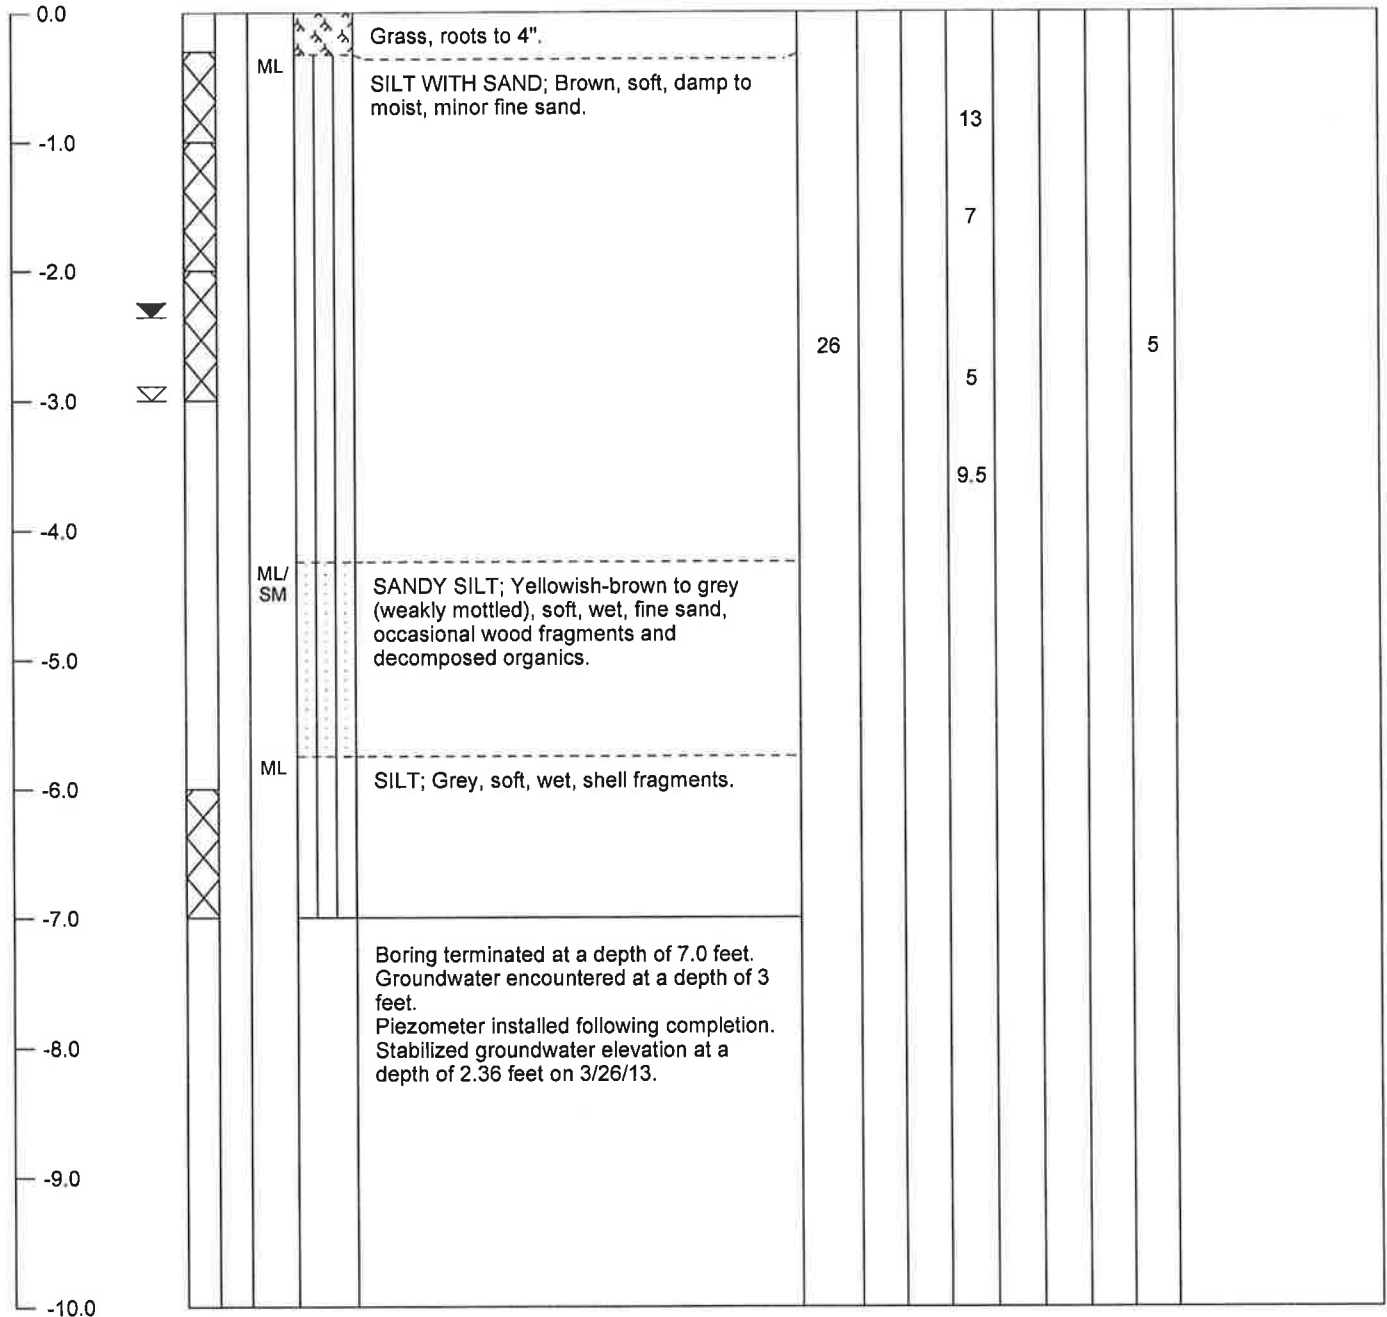 0.0
Grass, roots to 4".
ML
SILT WITH SAND; Brown, soft, damp to
moist, minor fine sand.
13
-1.0
7
-2.0
26
5
5
-3.0
9.5
-4.0
ML/
SM
SANDY SILT; Yellowish-brown to grey
(weakly mottled), soft, wet, fine sand,
occasional wood fragments and
decomposed organics.
-5.0
ML
SILT; Grey, soft, wet, shell fragments.
-6.0
-7.0
Boring terminated at a depth of 7.0 feet.
Groundwater encountered at a depth of 3
feet.
Piezometer installed following completion.
Stabilized groundwater elevation at a
depth of 2.36 feet on 3/26/13.
-8.0
-9.0
-10.0